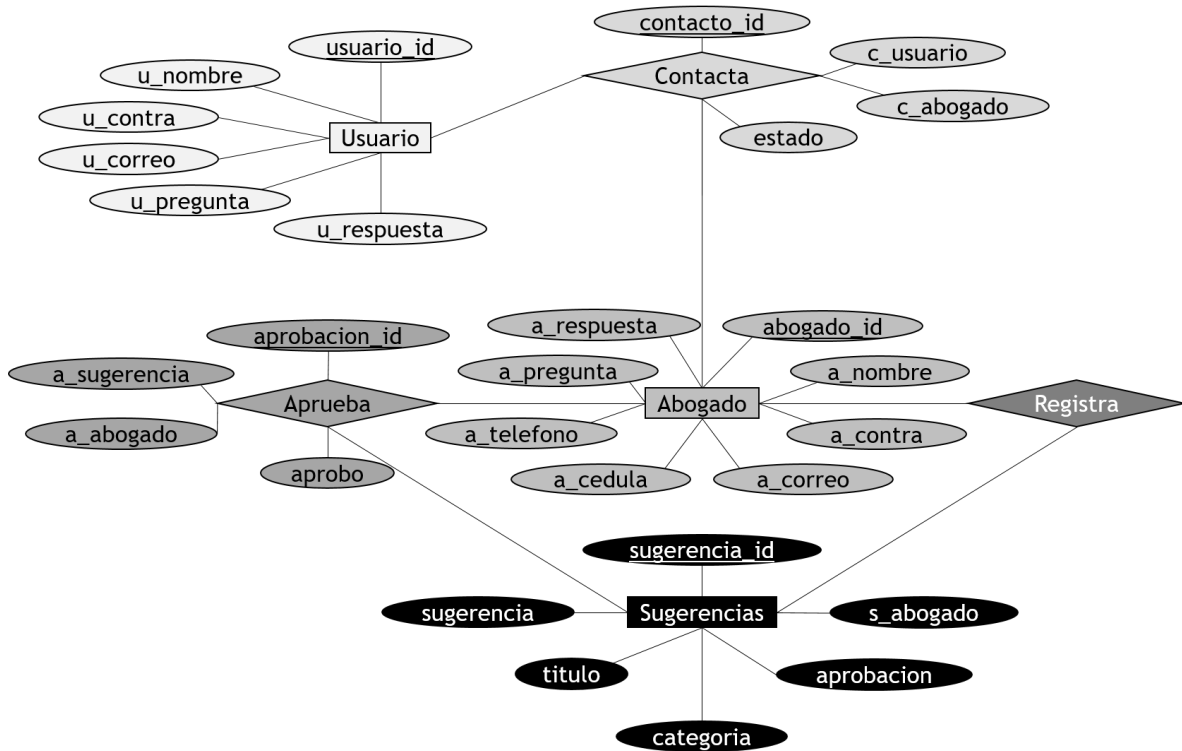 contacto_id
usuario_id
c_usuario
u_nombre
Contacta
c_abogado
u_contra
Usuario
estado
u_correo
u_pregunta
u_respuesta
a_respuesta
abogado_id
aprobacion_id
a_sugerencia
a_pregunta
a_nombre
Aprueba
Abogado
Registra
a_abogado
a_telefono
a_contra
aprobo
a_cedula
a_correo
sugerencia_id
sugerencia
Sugerencias
s_abogado
titulo
aprobacion
categoria